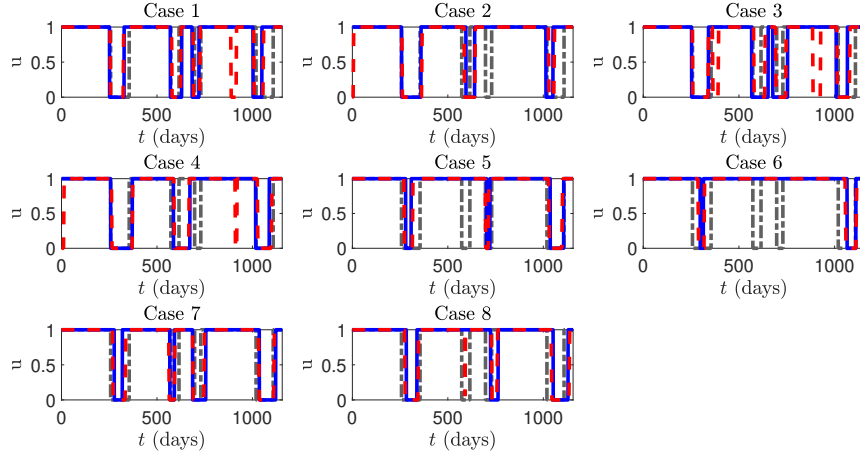 Case 1 Case 2 Case 3
1 1 1
u 0.5 u 0.5 u 0.5
0 0 0
0 500 1000 0 500 1000 0 500 1000
t (days) t (days) t (days)
Case 4 Case 5 Case 6
1 1 1
u 0.5 u 0.5 u 0.5
0 0 0
0 500 1000 0 500 1000 0 500 1000
t (days) t (days) t (days)
Case 7 Case 8
1 1
u 0.5 u 0.5
0 0
0 500 1000 0 500 1000
t (days) t (days)